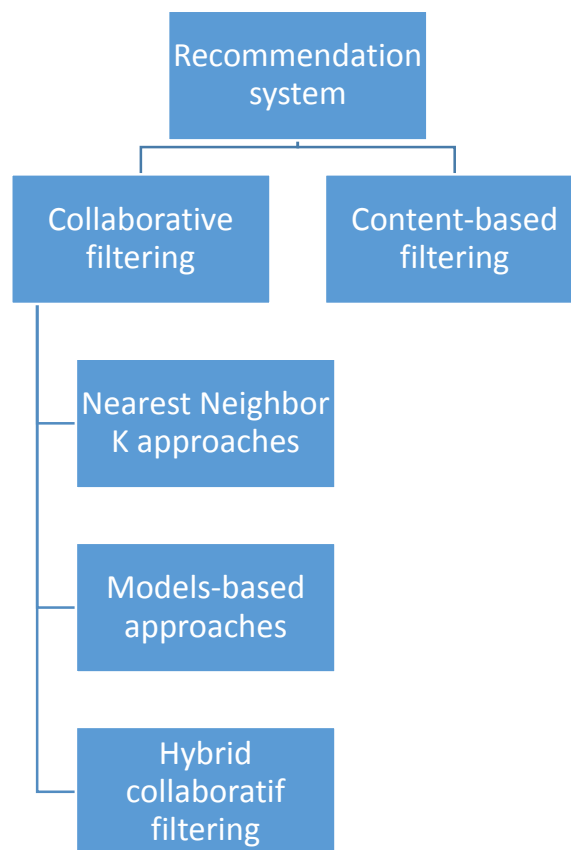 Recommendation
system
Collaborative
filtering
Content-based
filtering
Nearest Neighbor
K approaches
Models-based
approaches
Hybrid
collaboratif
filtering